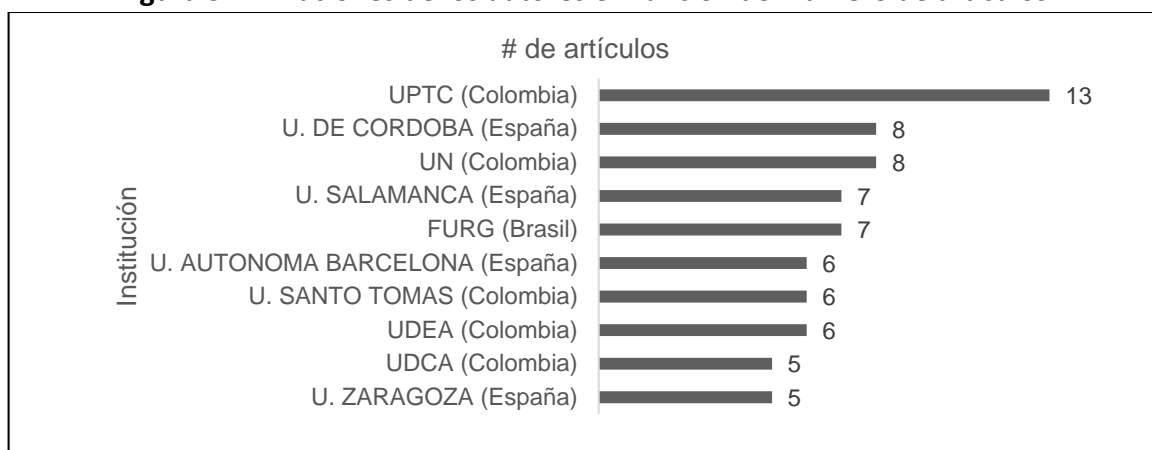 # de artículos
UPTC (Colombia) 13
U. DE CORDOBA (España) 8
UN (Colombia) 8
U. SALAMANCA (España) 7
FURG (Brasil) 7
U. AUTONOMA BARCELONA (España) 6
U. SANTO TOMAS (Colombia) 6
UDEA (Colombia) 6
UDCA (Colombia) 5
U. ZARAGOZA (España) 5
Institución